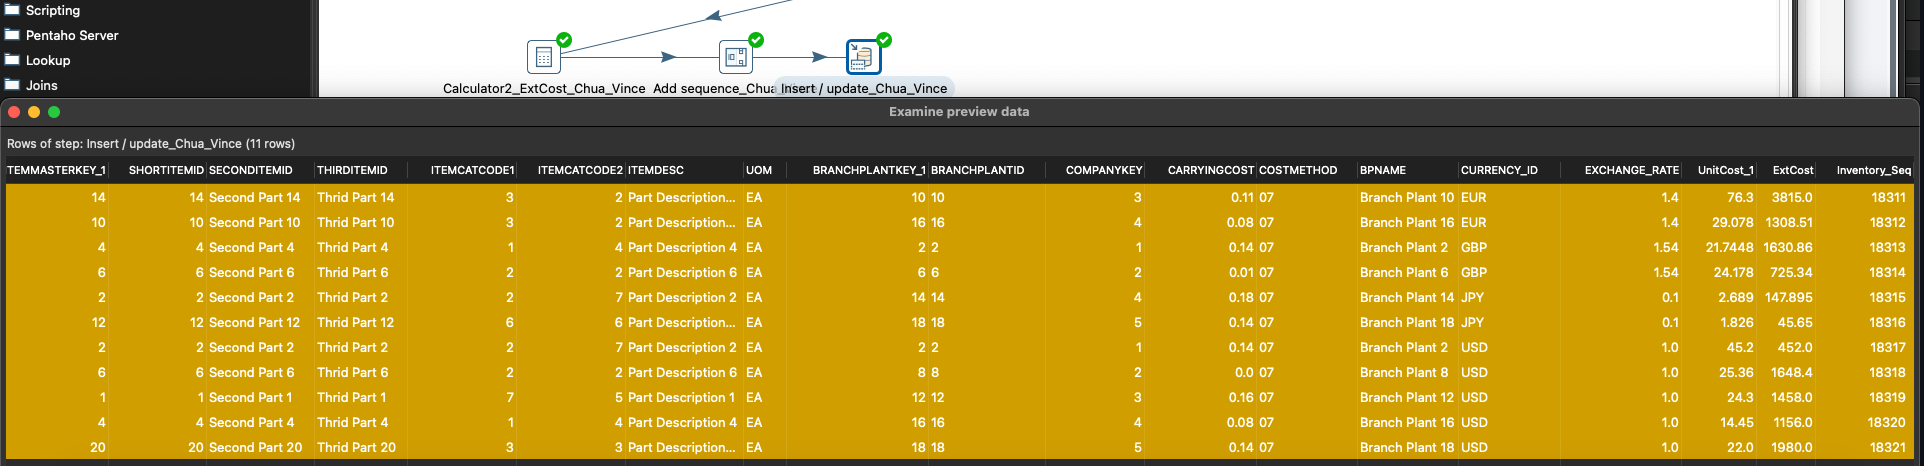 Scripting
Pentaho Server
Lookup
Joins
Calculator2_ExtCost_Chua_Vince Add sequence_Chua Insert / update_Chua_Vince
Examine preview data
Rows of step: Insert / update_Chua_Vince (11 rows)
TEMMASTERKEY_1 SHORTITEMID SECONDITEMID THIRDITEMID ITEMCATCODE1 ITEMCATCODE2 ITEMDESC UOM BRANCHPLANTKEY_1 BRANCHPLANTID COMPANYKEY CARRYINGCOST COSTMETHOD BPNAME CURRENCY_ID EXCHANGE_RATE UnitCost_1 ExtCost Inventory_Seq
14 14 Second Part 14 Thrid Part 14 3 2 Part Description... EA 10 10 3 0.11 07 Branch Plant 10 EUR 1.4 76.3 3815.0 18311
10 10 Second Part 10 Thrid Part 10 3 2 Part Description... EA 16 16 4 0.08 07 Branch Plant 16 EUR 1.4 29.078 1308.51 18312
4 4 Second Part 4 Thrid Part 4 1 4 Part Description 4 EA 2 2 1 0.14 07 Branch Plant 2 GBP 1.54 21.7448 1630.86 18313
6 6 Second Part 6 Thrid Part 6 2 2 Part Description 6 EA 6 6 2 0.01 07 Branch Plant 6 GBP 1.54 24.178 725.34 18314
2 2 Second Part 2 Thrid Part 2 2 7 Part Description 2 EA 14 14 4 0.18 07 Branch Plant 14 JPY 0.1 2.689 147.895 18315
12 12 Second Part 12 Thrid Part 12 6 6 Part Description... EA 18 18 5 0.14 07 Branch Plant 18 JPY 0.1 1.826 45.65 18316
2 2 Second Part 2 Thrid Part 2 2 7 Part Description 2 EA 2 2 1 0.14 07 Branch Plant 2 USD 1.0 45.2 452.0 18317
6 6 Second Part 6 Thrid Part 6 2 2 Part Description 6 EA 8 8 2 0.0 07 Branch Plant 8 USD 1.0 25.36 1648.4 18318
1 1 Second Part 1 Thrid Part 1 7 5 Part Description 1 EA 12 12 3 0.16 07 Branch Plant 12 USD 1.0 24.3 1458.0 18319
4 4 Second Part 4 Thrid Part 4 1 4 Part Description 4 EA 16 16 4 0.08 07 Branch Plant 16 USD 1.0 14.45 1156.0 18320
20 20 Second Part 20 Thrid Part 20 3 3 Part Description... EA 18 18 5 0.14 07 Branch Plant 18 USD 1.0 22.0 1980.0 18321